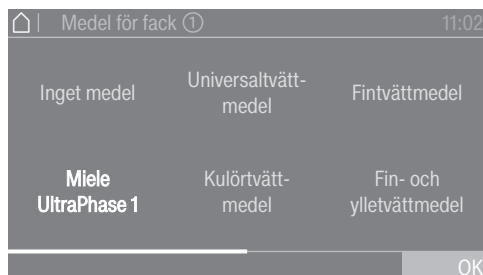 Medel för fack ①
11:02
Inget medel
Universaltvätt-
medel
Fintvättmedel
Miele
UltraPhase 1
Kulörtvätt-
medel
Fin- och
ylletvättmedel
OK